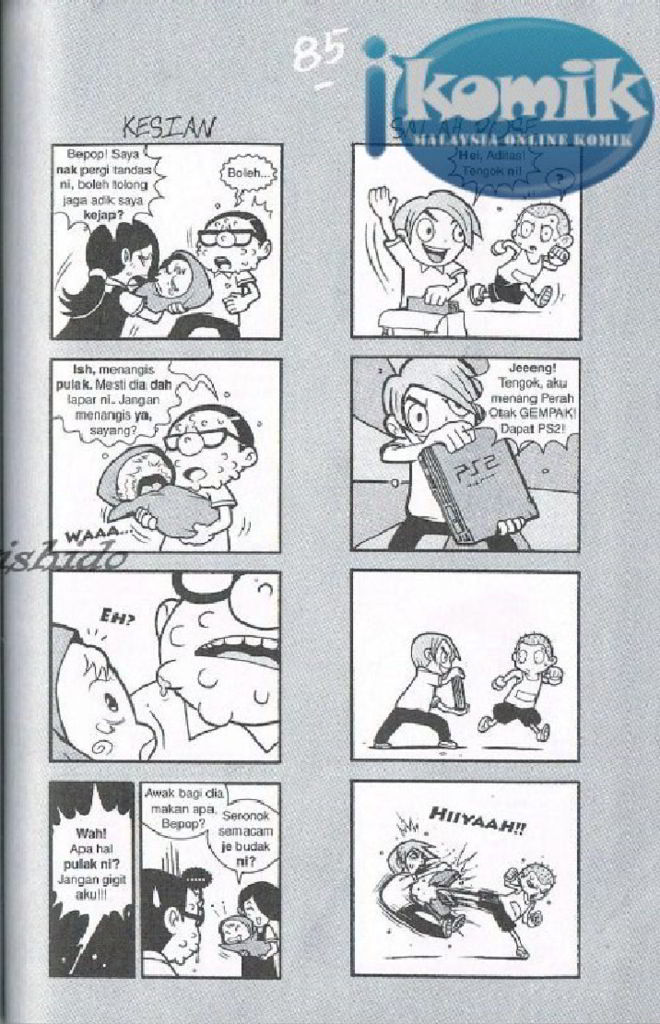 85
ikomik
MALAYSIA ONLINE KOMIK
KESIAN
Bepop! Saya
nak pergi tandas
ni, boleh tolong
jaga adik saya
kejap?
Boleh...
Ish, menangis
pulak. Mesti dia dah
lapar ni. Jangan
menangis ya,
sayang?
WAAA...
ishido
EH?
Wah!
Apa hal
pulak ni?
Jangan gigit
aku!!!
Awak bagi dia
makan apa,
Bepop?
Seronok
semacam
je budak
ni?
Hei, Aditas!
Tengok ni!
?
Jeeeng!
Tengok, aku
menang Perah
Otak GEMPAK!
Dapat PS2!
PS2
HIIYAAH!!